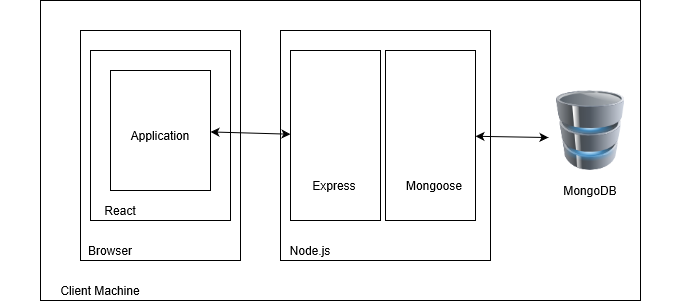 Application
Express
Mongoose
MongoDB
React
Browser
Node.js
Client Machine